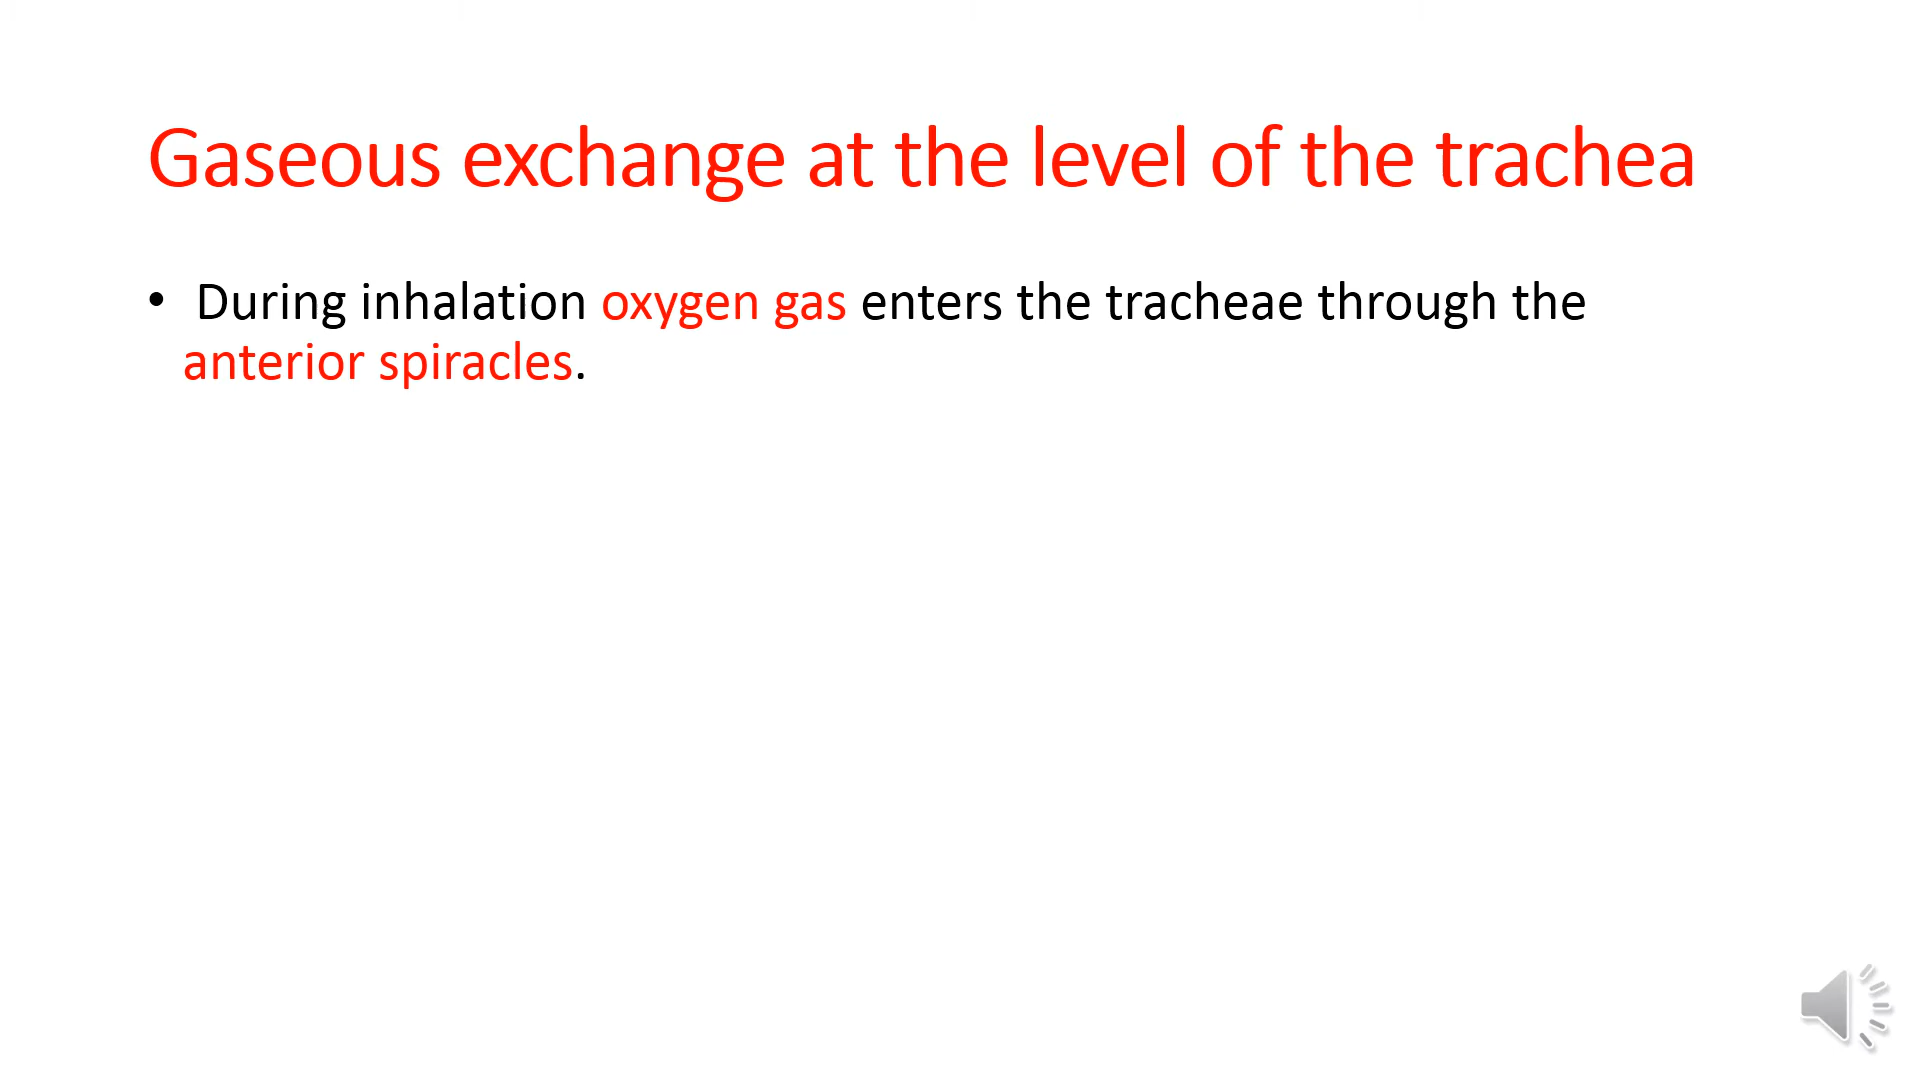 Gaseous exchange at the level of the trachea
• During inhalation oxygen gas enters the tracheae through the
anterior spiracles.